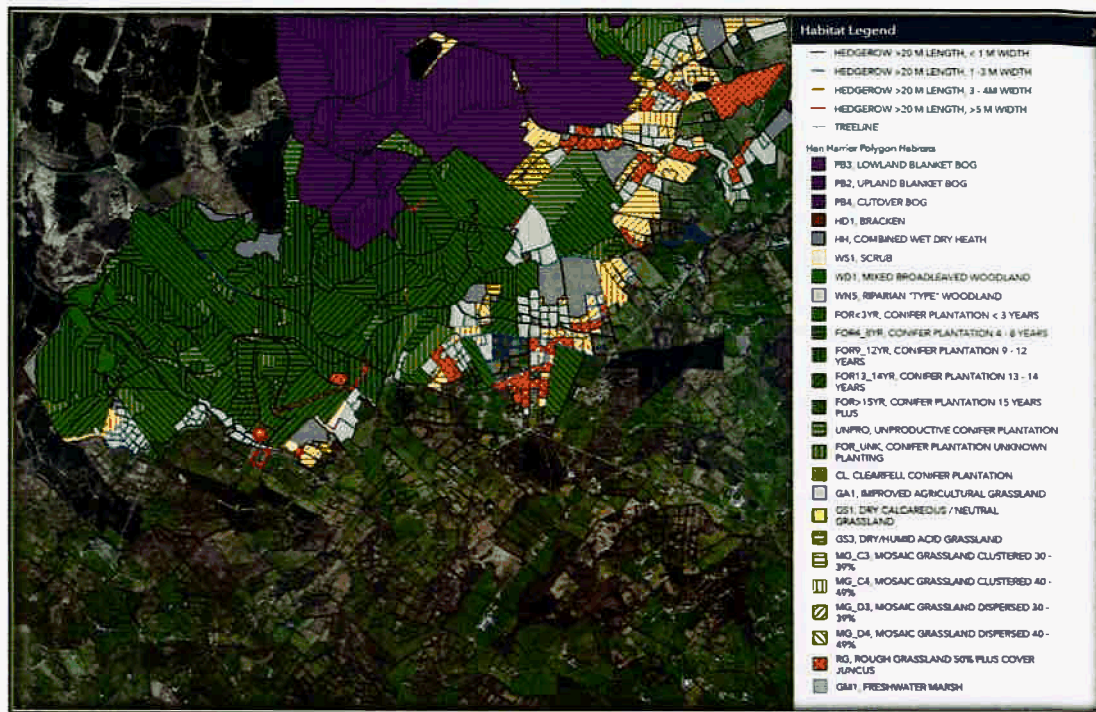 Habitat Legend
HEDGEROW >20 M LENGTH, < 1 M WIDTH
HEDGEROW >20 M LENGTH, 1 -3 M WIDTH
HEDGEROW >20 M LENGTH, 3 - 4M WIDTH
HEDGEROW >20 M LENGTH, >5 M WIDTH
TREELINE
Hen Harrier Polygon Habitats
PB3, LOWLAND BLANKET BOG
PB2, UPLAND BLANKET BOG
PB4, CUTOVER BOG
HD1, BRACKEN
HH, COMBINED WET DRY HEATH
WS1, SCRUB
WD1, MIXED BROADLEAVED WOODLAND
WN5, RIPARIAN "TYPE" WOODLAND
FOR<3YR, CONIFER PLANTATION < 3 YEARS
FOR4_8YR, CONIFER PLANTATION 4 - 8 YEARS
FOR9_12YR, CONIFER PLANTATION 9 - 12
YEARS
FOR13_14YR, CONIFER PLANTATION 13 - 14
YEARS
FOR>15YR, CONIFER PLANTATION 15 YEARS
PLUS
UNPRO, UNPRODUCTIVE CONIFER PLANTATION
FOR_UNK, CONIFER PLANTATION UNKNOWN
PLANTING
CL, CLEARFELL CONIFER PLANTATION
GA1, IMPROVED AGRICULTURAL GRASSLAND
GS1, DRY CALCAREOUS / NEUTRAL
GRASSLAND
GS3, DRY/HUMID ACID GRASSLAND
MG_C3, MOSAIC GRASSLAND CLUSTERED 30 -
39%
MG_C4, MOSAIC GRASSLAND CLUSTERED 40 -
49%
MG_D3, MOSAIC GRASSLAND DISPERSED 30 -
39%
MG_D4, MOSAIC GRASSLAND DISPERSED 40 -
49%
RG, ROUGH GRASSLAND 50% PLUS COVER
JUNCUS
GM1, FRESHWATER MARSH